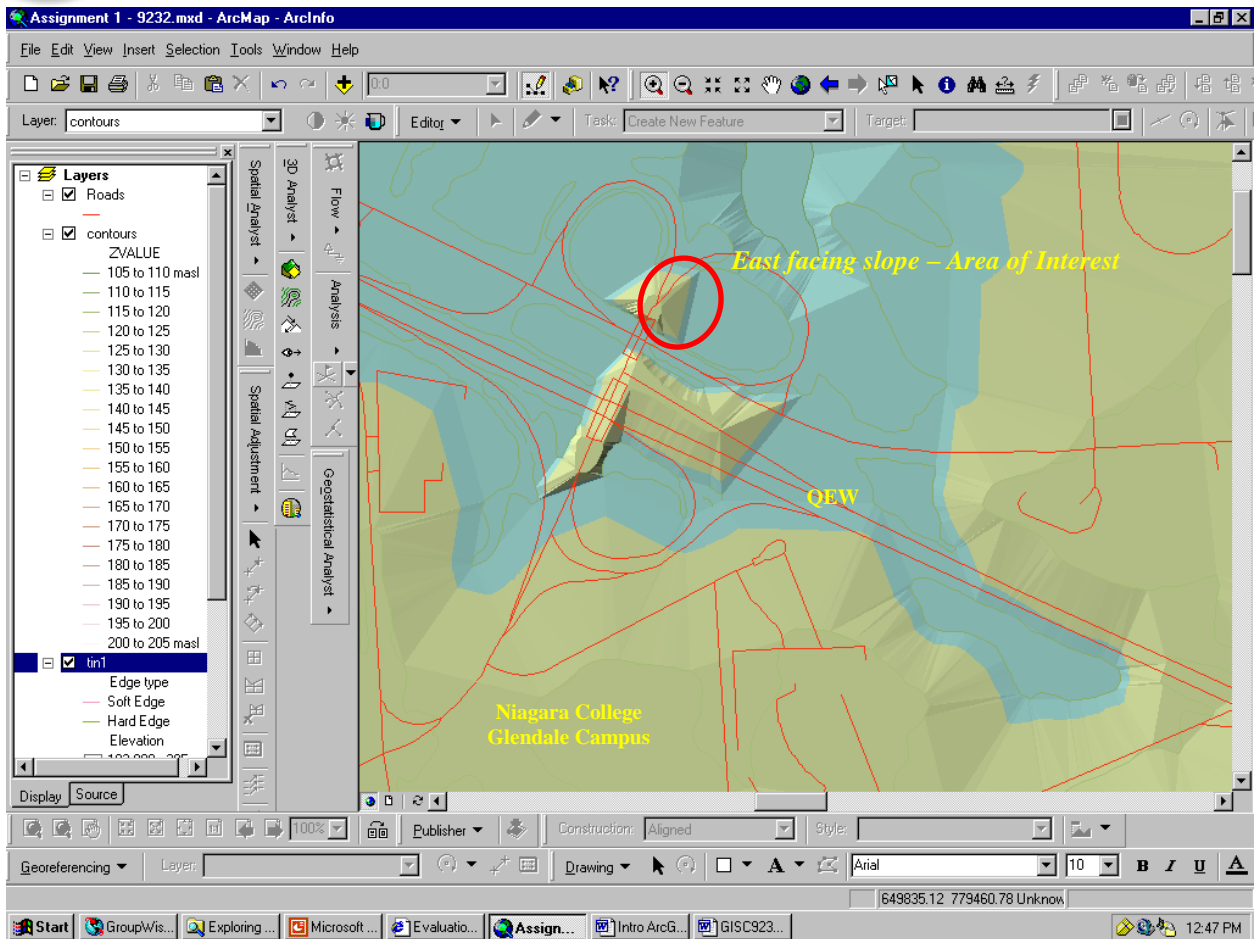 Assignment 1 - 9232.mxd - ArcMap - ArcInfo
File Edit View Insert Selection Tools Window Help
0:0
Layer: contours Editor Task: Create New Feature Target:
Layers
Roads
contours
ZVALUE
105 to 110 masl
110 to 115
115 to 120
120 to 125
125 to 130
130 to 135
135 to 140
140 to 145
145 to 150
150 to 155
155 to 160
160 to 165
165 to 170
170 to 175
175 to 180
180 to 185
185 to 190
190 to 195
195 to 200
200 to 205 masl
tin1
Edge type
Soft Edge
Hard Edge
Elevation
Display Source
Spatial Analyst
Spatial Adjustment
3D Analyst
Flow
Analysis
Geostatistical Analyst
East facing slope – Area of Interest
QEW
Niagara College
Glendale Campus
100% Publisher Construction: Aligned Style:
Georeferencing Layer: Drawing A Arial 10 B I U A
649835.12 779460.78 Unknow
Start GroupWis... Exploring ... Microsoft ... Evaluatio... Assign... Intro ArcG... GISC923... 12:47 PM